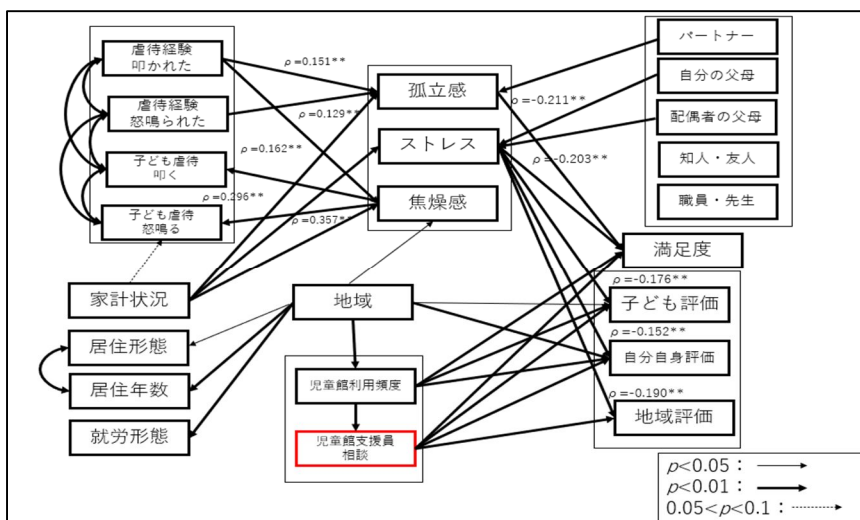 虐待経験
叩かれた
虐待経験
怒鳴られた
子ども虐待
叩く
子ども虐待
怒鳴る
ρ=0.151**
ρ=0.129**
ρ=0.162**
ρ=0.296**
ρ=0.357**
孤立感
ストレス
焦燥感
ρ=-0.211**
ρ=-0.203**
パートナー
自分の父母
配偶者の父母
知人・友人
職員・先生
家計状況
居住形態
居住年数
就労形態
地域
児童館利用頻度
児童館支援員
相談
満足度
ρ=-0.176**
子ども評価
ρ=-0.152**
自分自身評価
ρ=-0.190**
地域評価
p<0.05：
p<0.01：
0.05<p<0.1：